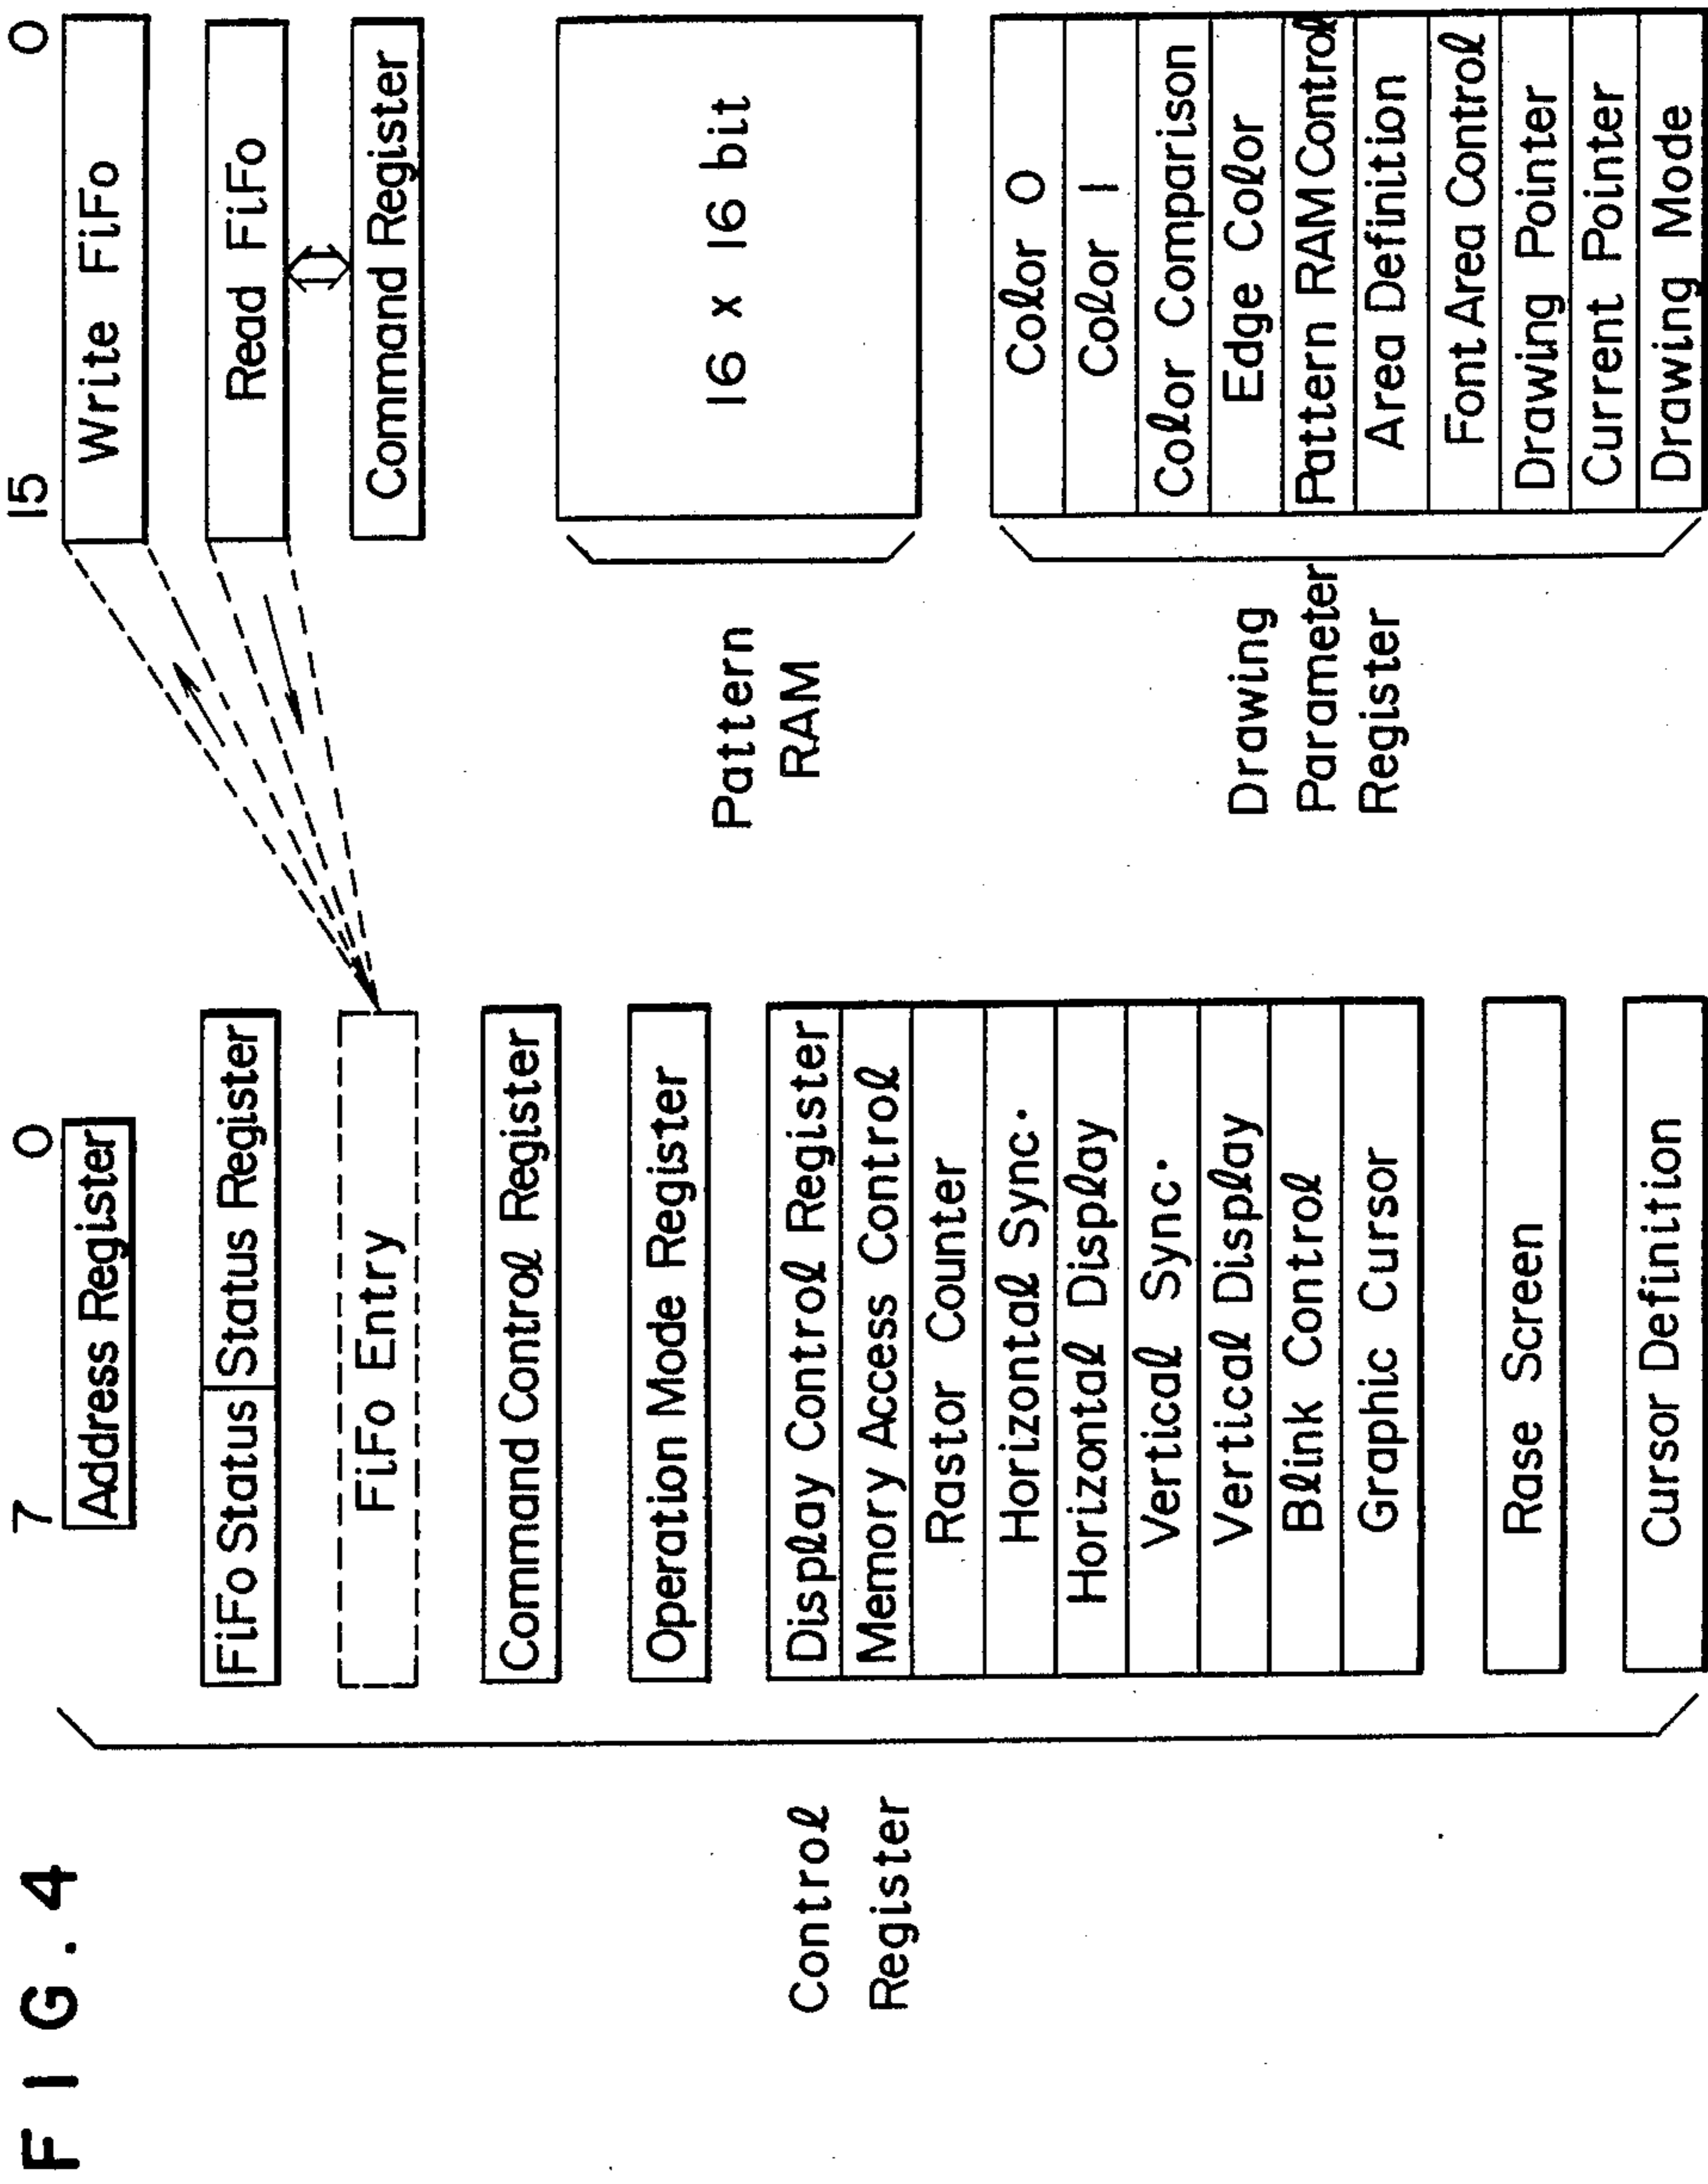 FIG. 4
7 0
Address Register
FiFo Status Status Register
FiFo Entry
Command Control Register
Operation Mode Register
Display Control Register
Memory Access Control
Rastor Counter
Horizontal Sync.
Horizontal Display
Vertical Sync.
Vertical Display
Blink Control
Graphic Cursor
Rase Screen
Cursor Definition
Control
Register
15 0
Write FiFo
Read FiFo
Command Register
16 x 16 bit
Pattern
RAM
Color 0
Color 1
Color Comparison
Edge Color
Pattern RAM Control
Area Definition
Font Area Control
Drawing Pointer
Current Pointer
Drawing Mode
Drawing
Parameter
Register